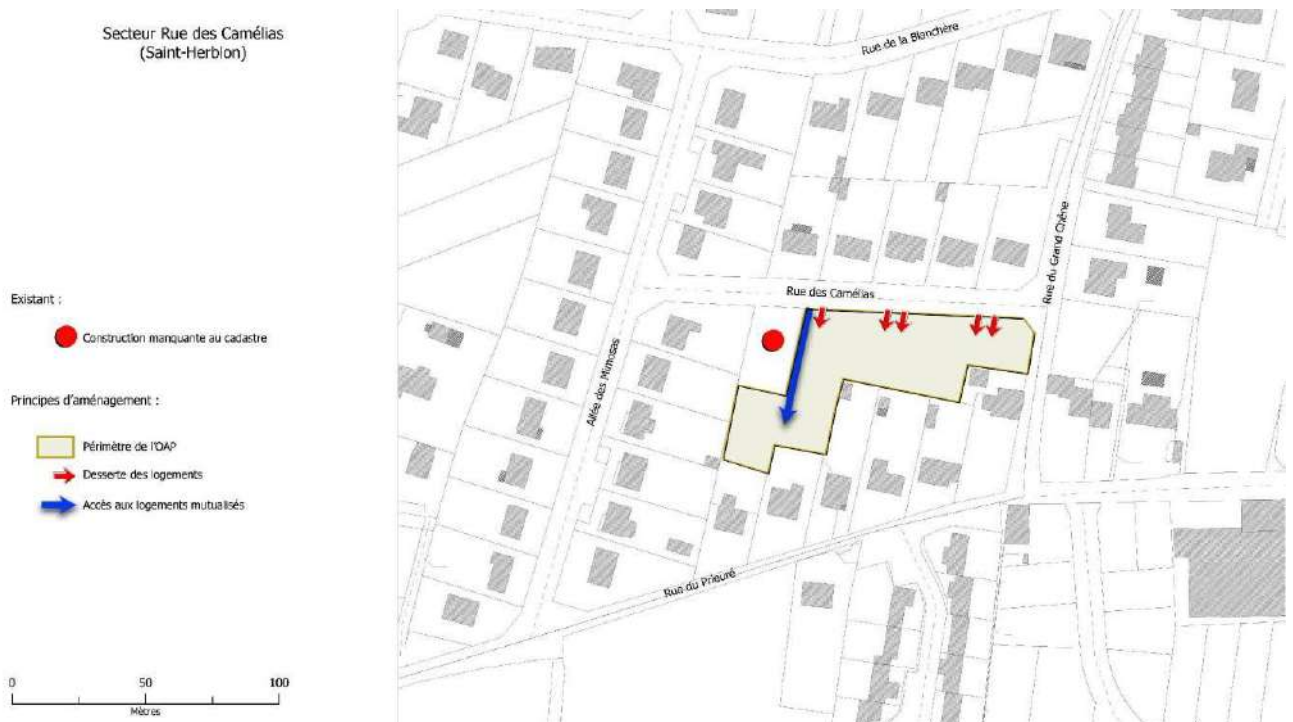 Secteur Rue des Camélias
(Saint-Herblon)
Rue de la Blanchère
Rue du Grand Chêne
Rue des Camélias
Existant :
Construction manquante au cadastre
Allée des Mimosas
Principes d'aménagement :
Périmètre de l'OAP
Desserte des logements
Accès aux logements mutualisés
Rue du Prieuré
0 50 100
Mètres